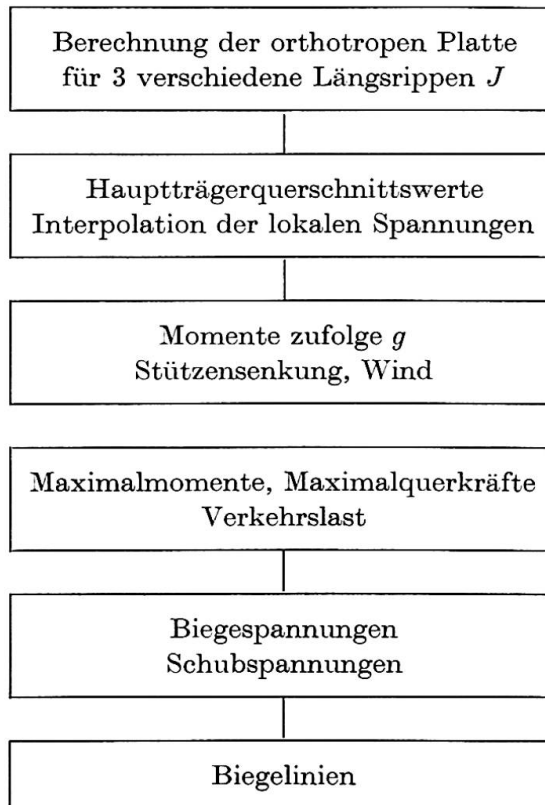 Berechnung der orthotropen Platte
für 3 verschiedene Längsrippen J
Hauptträgerquerschnittswerte
Interpolation der lokalen Spannungen
Momente zufolge g
Stützensenkung, Wind
Maximalmomente, Maximalquerkräfte
Verkehrslast
Biegespannungen
Schubspannungen
Biegelinien